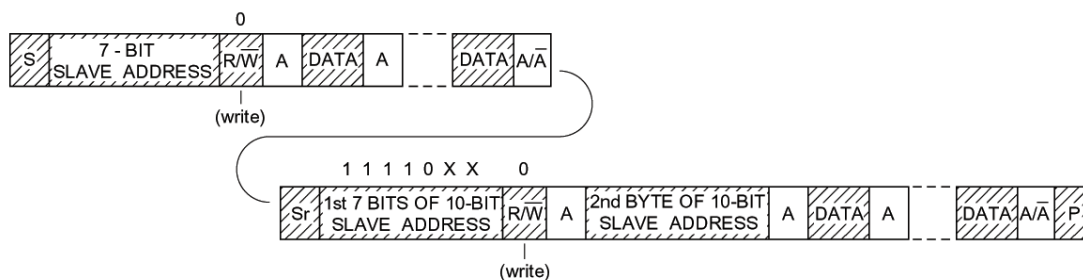 0
S 7 - BIT SLAVE ADDRESS R/W̅ A DATA A DATA A/A̅
(write)
1 1 1 1 0 X X 0
Sr 1st 7 BITS OF 10-BIT SLAVE ADDRESS R/W̅ A 2nd BYTE OF 10-BIT SLAVE ADDRESS A DATA A DATA A/A̅ P
(write)